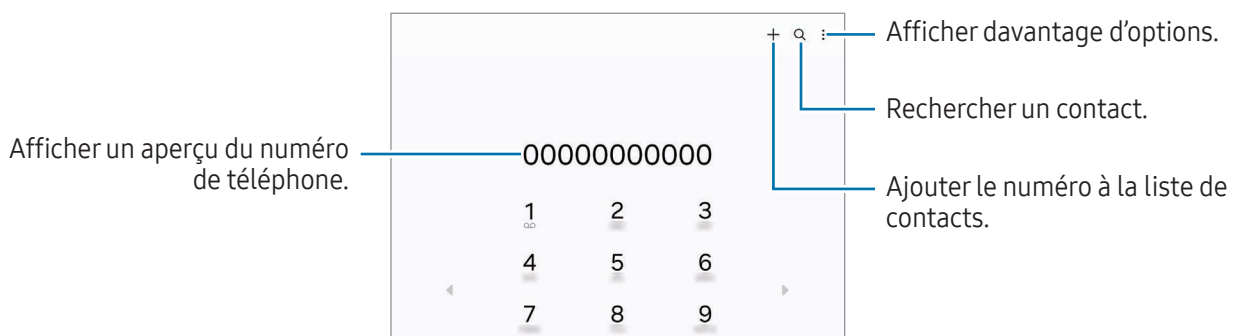 Afficher davantage d'options.
Rechercher un contact.
Afficher un aperçu du numéro
de téléphone.
00000000000
Ajouter le numéro à la liste de
contacts.
1 2 3
4 5 6
7 8 9